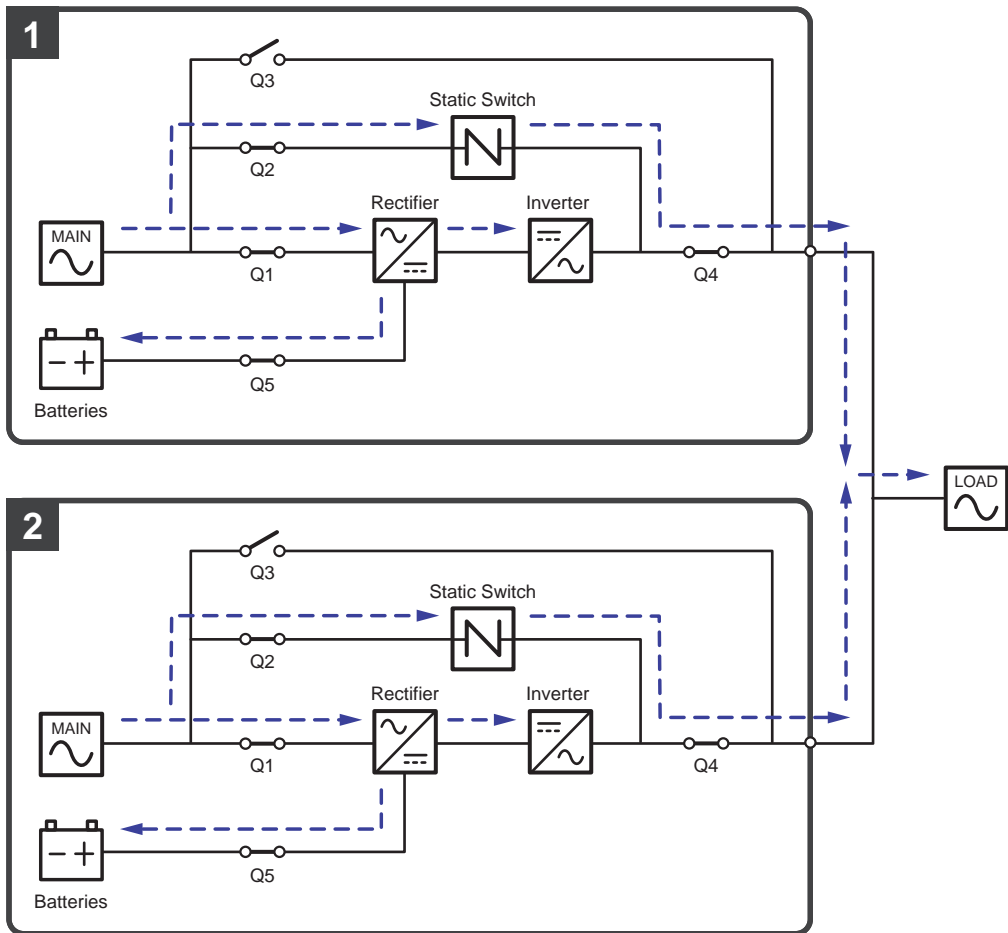 1
Q3
Static Switch
Q2
Rectifier
Inverter
MAIN
Q1
Q4
Q5
Batteries
LOAD
2
Q3
Static Switch
Q2
Rectifier
Inverter
MAIN
Q1
Q4
Q5
Batteries